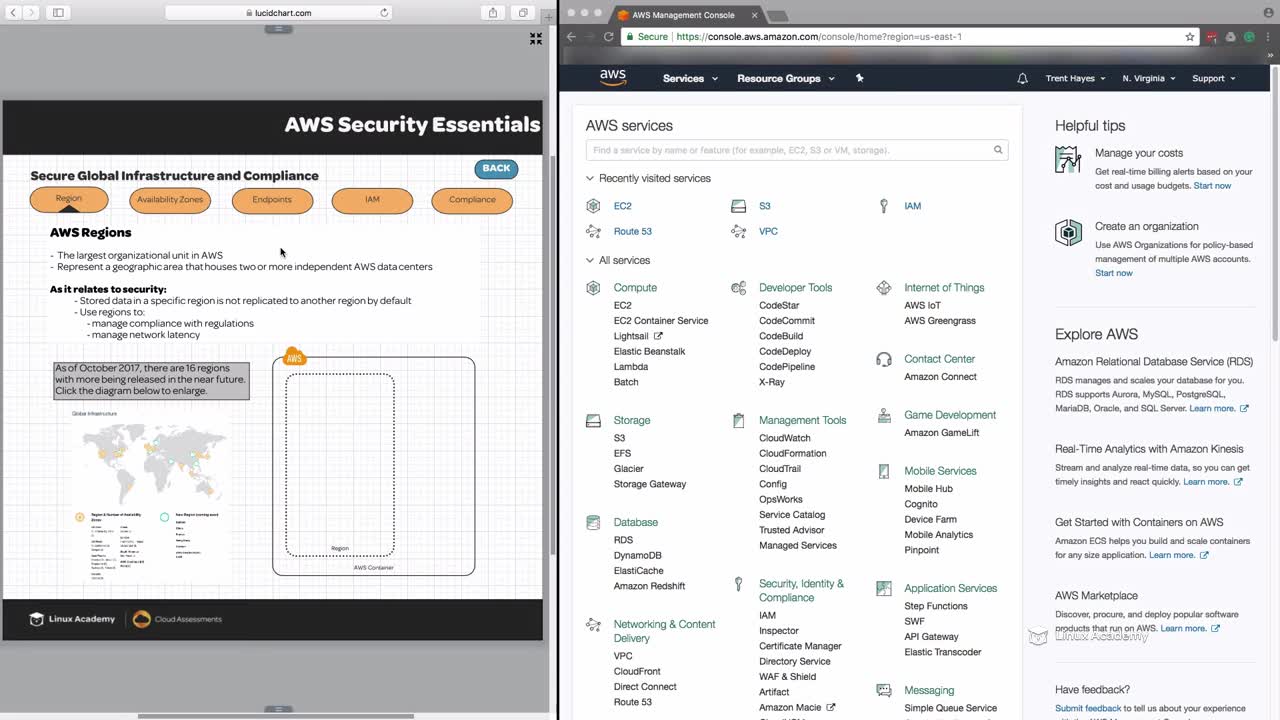 lucidchart.com
AWS Security Essentials
BACK
Secure Global Infrastructure and Compliance
Region
Availability Zones
Endpoints
IAM
Compliance
AWS Regions
- The largest organizational unit in AWS
- Represent a geographic area that houses two or more independent AWS data centers
As it relates to security:
- Stored data in a specific region is not replicated to another region by default
- Use regions to:
- manage compliance with regulations
- manage network latency
As of October 2017, there are 16 regions
with more being released in the near future.
Click the diagram below to enlarge.
Global Infrastructure
Region & Number of Availability
Zones
New Region (coming soon)
AWS
Region
AWS Container
Linux Academy
Cloud Assessments
AWS Management Console
Secure
https://console.aws.amazon.com/console/home?region=us-east-1
aws
Services
Resource Groups
Trent Hayes
N. Virginia
Support
AWS services
Find a service by name or feature (for example, EC2, S3 or VM, storage).
Recently visited services
EC2
S3
IAM
Route 53
VPC
All services
Compute
EC2
EC2 Container Service
Lightsail
Elastic Beanstalk
Lambda
Batch
Storage
S3
EFS
Glacier
Storage Gateway
Database
RDS
DynamoDB
ElastiCache
Amazon Redshift
Networking & Content
Delivery
VPC
CloudFront
Direct Connect
Route 53
Developer Tools
CodeStar
CodeCommit
CodeBuild
CodeDeploy
CodePipeline
X-Ray
Management Tools
CloudWatch
CloudFormation
CloudTrail
Config
OpsWorks
Service Catalog
Trusted Advisor
Managed Services
Security, Identity &
Compliance
IAM
Inspector
Certificate Manager
Directory Service
WAF & Shield
Artifact
Amazon Macie
Internet of Things
AWS IoT
AWS Greengrass
Contact Center
Amazon Connect
Game Development
Amazon GameLift
Mobile Services
Mobile Hub
Cognito
Device Farm
Mobile Analytics
Pinpoint
Application Services
Step Functions
SWF
API Gateway
Elastic Transcoder
Messaging
Simple Queue Service
Helpful tips
Manage your costs
Get real-time billing alerts based on your
cost and usage budgets. Start now
Create an organization
Use AWS Organizations for policy-based
management of multiple AWS accounts.
Start now
Explore AWS
Amazon Relational Database Service (RDS)
RDS manages and scales your database for you.
RDS supports Aurora, MySQL, PostgreSQL,
MariaDB, Oracle, and SQL Server. Learn more.
Real-Time Analytics with Amazon Kinesis
Stream and analyze real-time data, so you can get
timely insights and react quickly. Learn more.
Get Started with Containers on AWS
Amazon ECS helps you build and scale containers
for any size application. Learn more.
AWS Marketplace
Discover, procure, and deploy popular software
products that run on AWS. Learn more.
Linux Academy
Have feedback?
Submit feedback to tell us about your experience